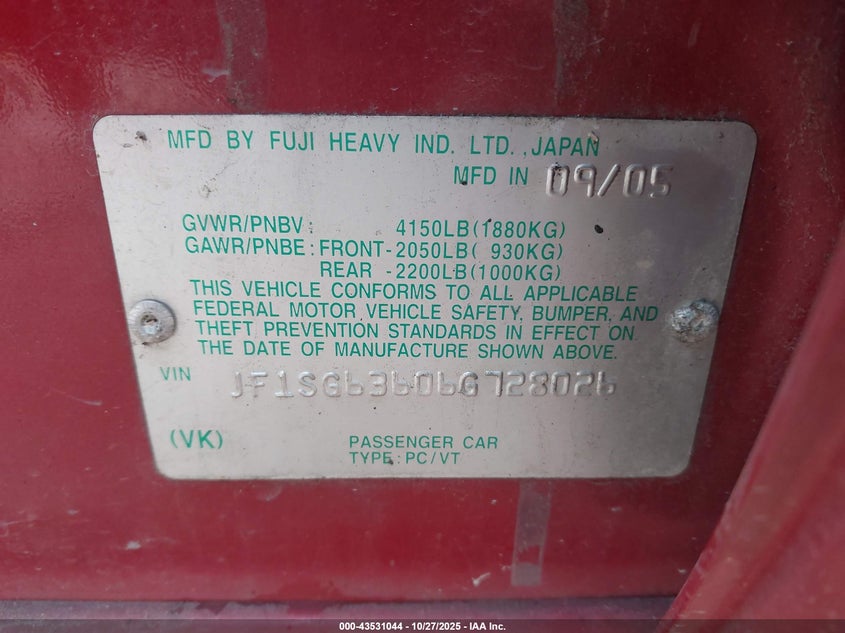 MFD BY FUJI HEAVY IND. LTD., JAPAN
MFD IN 09/05
GVWR/PNBV : 4150LB(1880KG)
GAWR/PNBE : FRONT-2050LB( 930KG)
REAR -2200LB(1000KG)
THIS VEHICLE CONFORMS TO ALL APPLICABLE
FEDERAL MOTOR VEHICLE SAFETY, BUMPER, AND
THEFT PREVENTION STANDARDS IN EFFECT ON
THE DATE OF MANUFACTURE SHOWN ABOVE.
VIN JF1SG63606G728026
(VK) PASSENGER CAR
TYPE : PC/VT
000-43531044 | 10/27/2025 | IAA Inc.